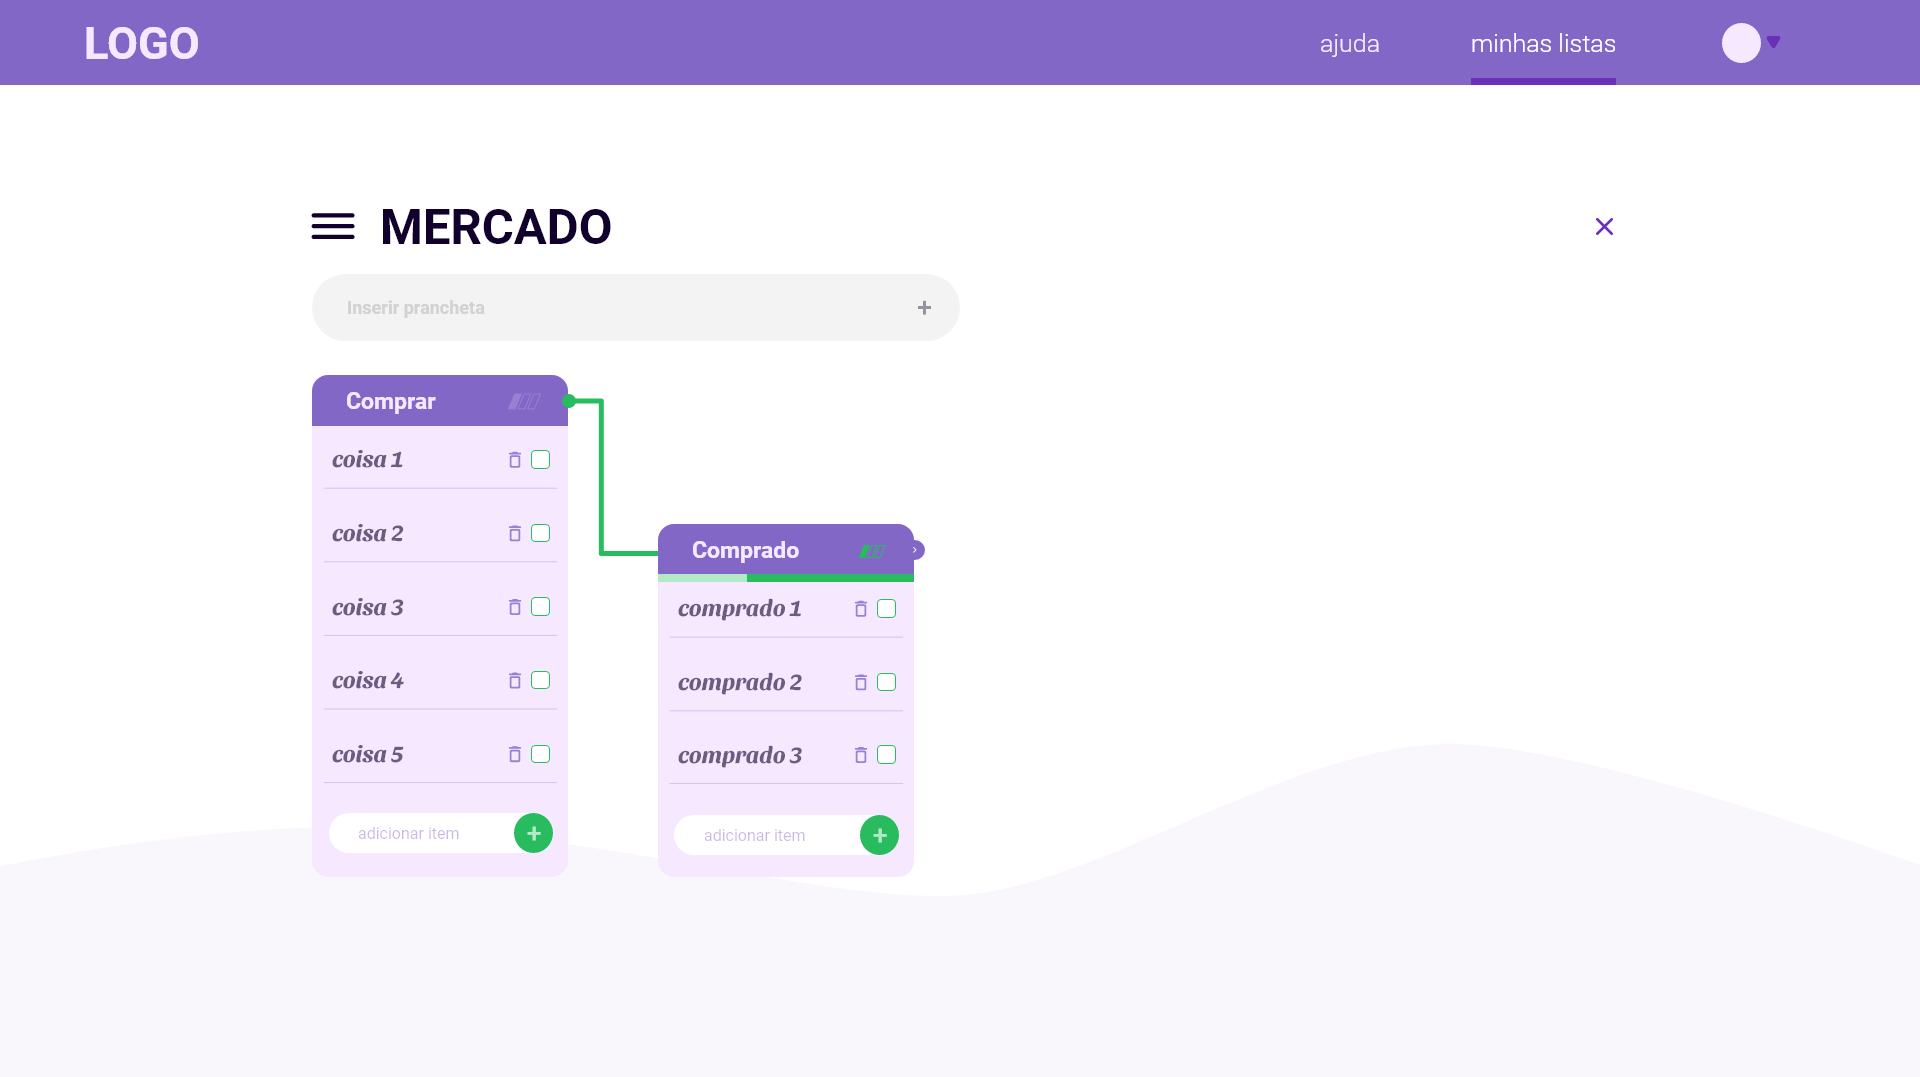 LOGO
ajuda
minhas listas
MERCADO
Inserir prancheta
Comprar
coisa 1
coisa 2
coisa 3
coisa 4
coisa 5
adicionar item
Comprado
comprado 1
comprado 2
comprado 3
adicionar item